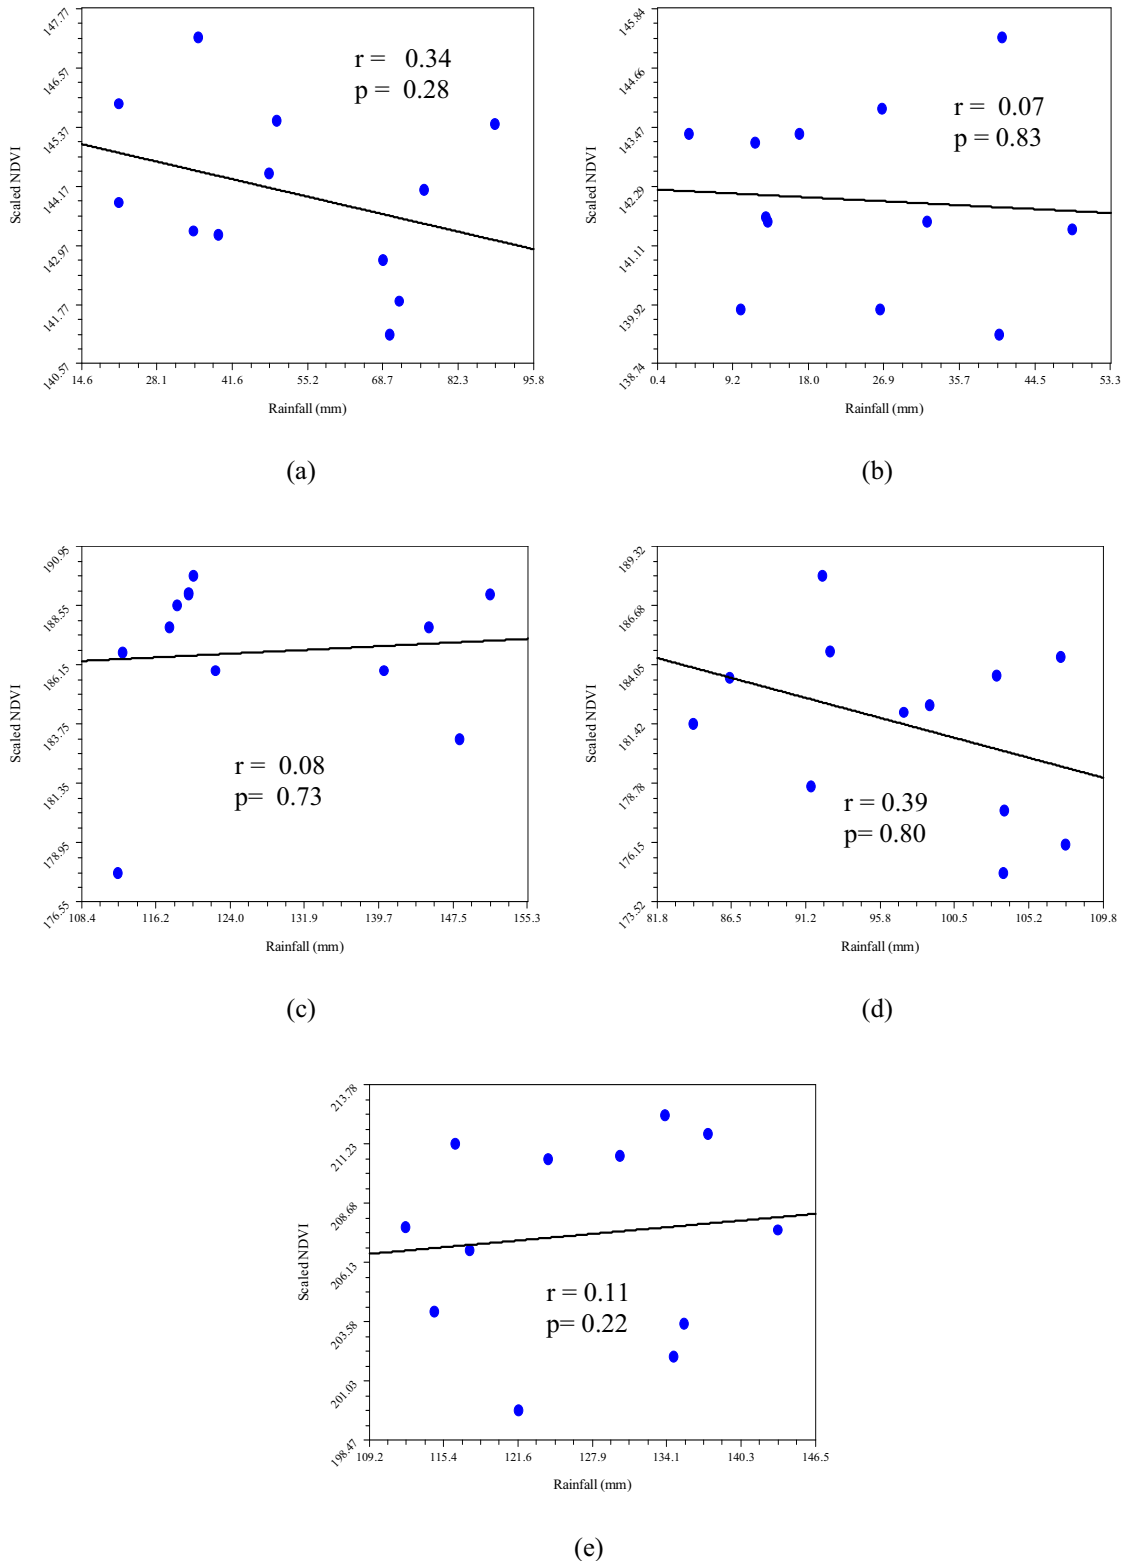 147.77
146.57
145.37
144.17
142.97
141.77
140.57
Scaled NDVI
r = 0.34
p = 0.28
14.6 28.1 41.6 55.2 68.7 82.3 95.8
Rainfall (mm)
(a)
145.84
144.66
143.47
142.29
141.11
139.92
138.74
Scaled NDVI
r = 0.07
p = 0.83
0.4 9.2 18.0 26.9 35.7 44.5 53.3
Rainfall (mm)
(b)
190.95
188.55
186.15
183.75
181.35
178.95
176.55
Scaled NDVI
r = 0.08
p= 0.73
108.4 116.2 124.0 131.9 139.7 147.5 155.3
Rainfall (mm)
(c)
189.32
186.68
184.05
181.42
178.78
176.15
173.52
Scaled NDVI
r = 0.39
p= 0.80
81.8 86.5 91.2 95.8 100.5 105.2 109.8
Rainfall (mm)
(d)
213.78
211.23
208.68
206.13
203.58
201.03
198.47
Scaled NDVI
r = 0.11
p= 0.22
109.2 115.4 121.6 127.9 134.1 140.3 146.5
Rainfall (mm)
(e)